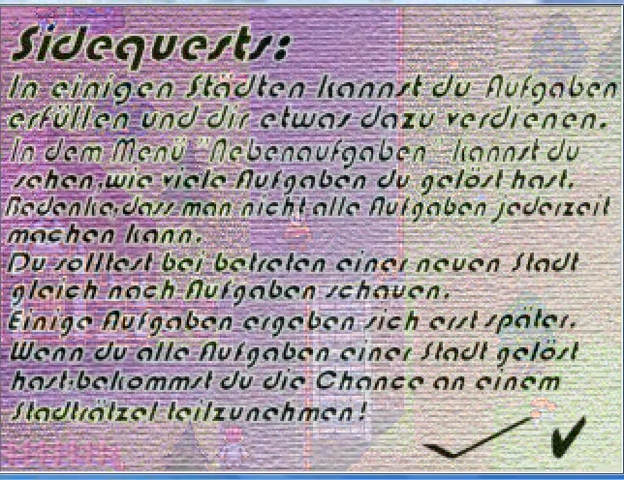 Sidequests:
In einigen Städten kannst du Aufgaben
erfüllen und dir etwas dazu verdienen.
In dem Menü "Nebenaufgaben" kannst du
sehen,wie viele Aufgaben du gelöst hast.
Bedenke,dass man nicht alle Aufgaben jederzeit
machen kann.
Du solltest bei betreten einer neuen Stadt
gleich nach Aufgaben schauen.
Einige Aufgaben ergeben sich erst später.
Wenn du alle Aufgaben einer Stadt gelöst
hast:bekommst du die Chance an einem
Stadträtzel teilzunehmen!